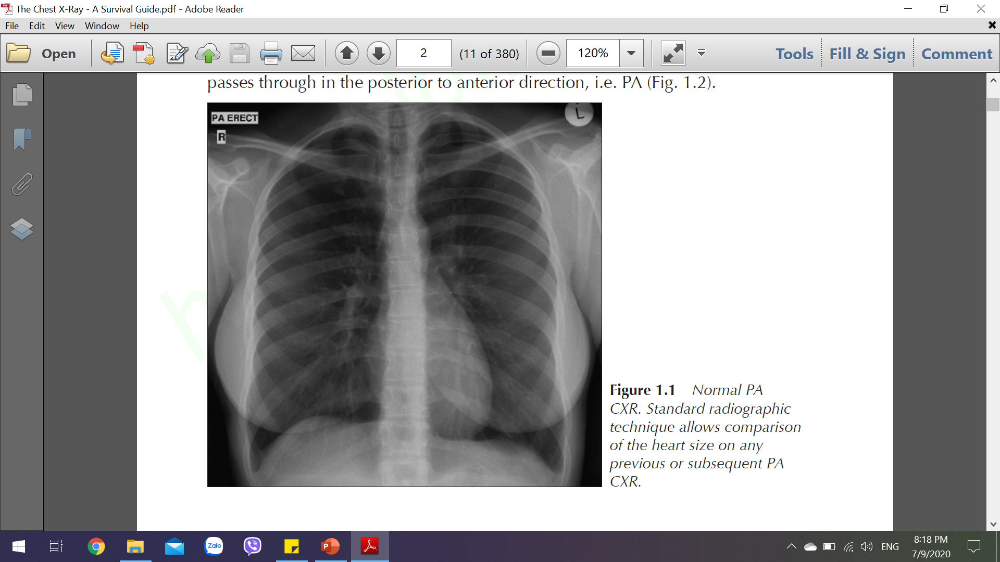 The Chest X-Ray - A Survival Guide.pdf - Adobe Reader
File Edit View Window Help
Open 2 (11 of 380) 120% Tools Fill & Sign Comment
passes through in the posterior to anterior direction, i.e. PA (Fig. 1.2).
PA ERECT
R
L
Figure 1.1 Normal PA
CXR. Standard radiographic
technique allows comparison
of the heart size on any
previous or subsequent PA
CXR.
Zalo
P
ENG
8:18 PM
7/9/2020